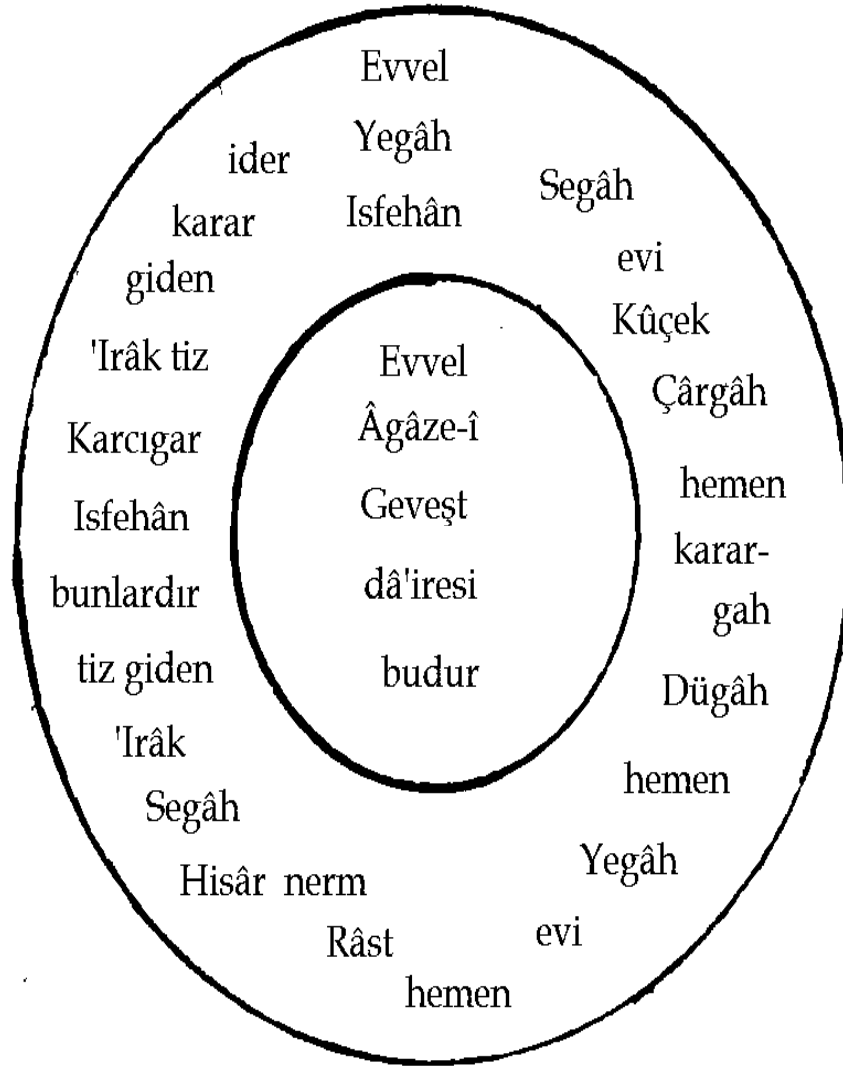 Evvel
Yegâh
Isfehân
Segâh
evi
Kûçek
Çârgâh
hemen
karar-
gah
Dügâh
hemen
Yegâh
evi
hemen
Râst
Hisâr nerm
Segâh
'Irâk
tiz giden
bunlardır
Isfehân
Karcıgar
'Irâk tiz
giden
karar
ider
Evvel
Âgâze-î
Geveşt
dâ'iresi
budur